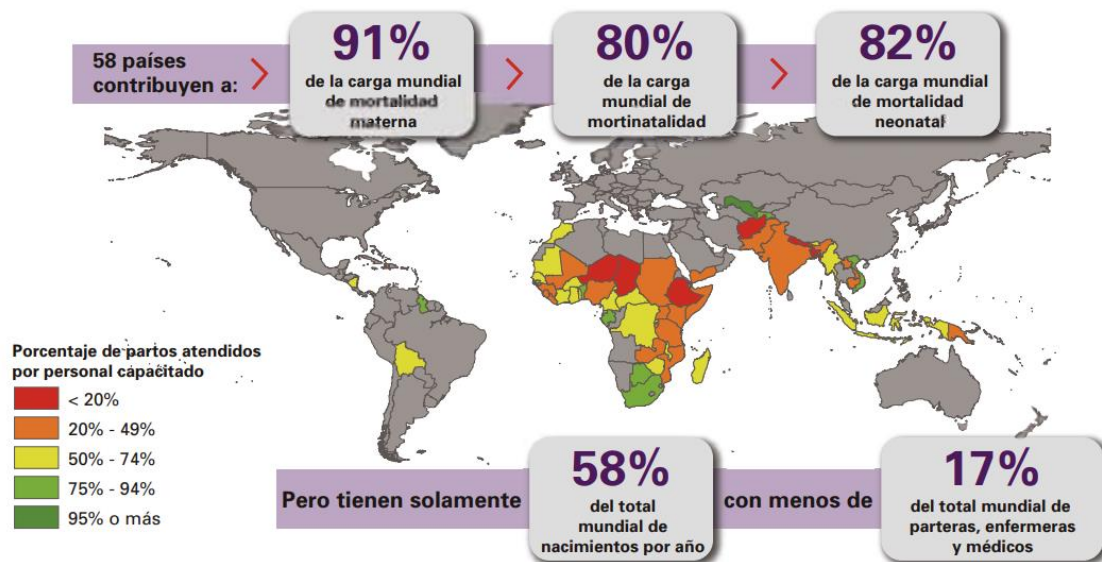 58 países
contribuyen a:
91%
de la carga mundial
de mortalidad
materna
80%
de la carga
mundial de
mortinatalidad
82%
de la carga mundial
de mortalidad
neonatal
Porcentaje de partos atendidos
por personal capacitado
< 20%
20% - 49%
50% - 74%
75% - 94%
95% o más
Pero tienen solamente
58%
del total
mundial de
nacimientos por año
con menos de
17%
del total mundial de
parteras, enfermeras
y médicos